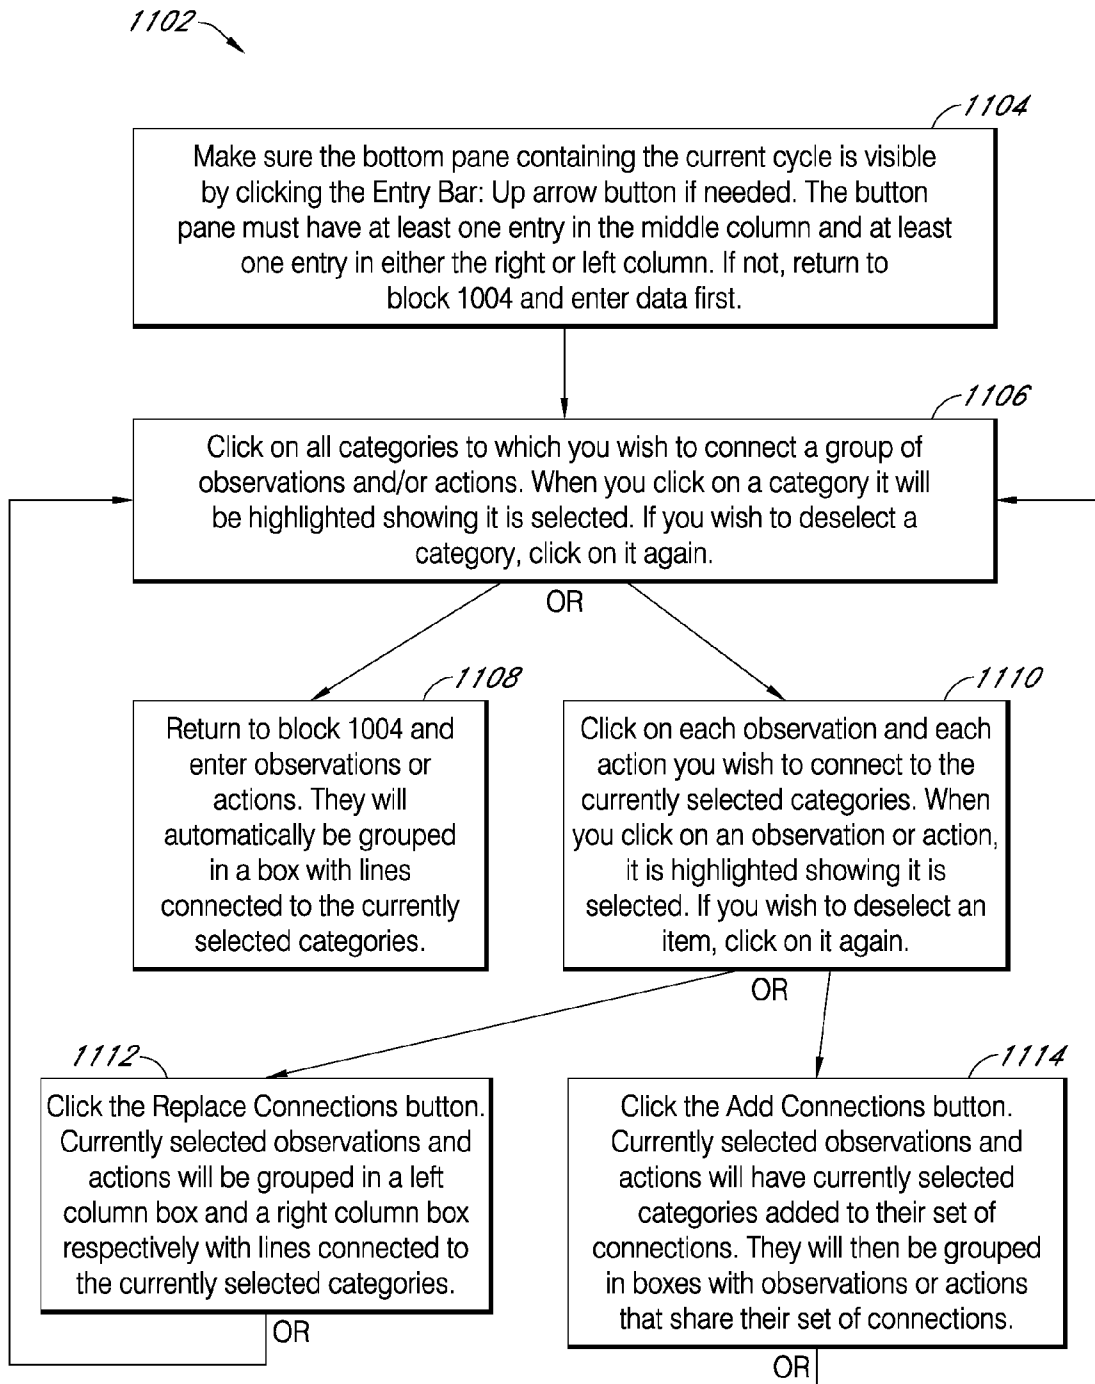 1102
1104
Make sure the bottom pane containing the current cycle is visible
by clicking the Entry Bar: Up arrow button if needed. The button
pane must have at least one entry in the middle column and at least
one entry in either the right or left column. If not, return to
block 1004 and enter data first.
1106
Click on all categories to which you wish to connect a group of
observations and/or actions. When you click on a category it will
be highlighted showing it is selected. If you wish to deselect a
category, click on it again.
OR
1108
Return to block 1004 and
enter observations or
actions. They will
automatically be grouped
in a box with lines
connected to the currently
selected categories.
1110
Click on each observation and each
action you wish to connect to the
currently selected categories. When
you click on an observation or action,
it is highlighted showing it is
selected. If you wish to deselect an
item, click on it again.
OR
1112
Click the Replace Connections button.
Currently selected observations and
actions will be grouped in a left
column box and a right column box
respectively with lines connected to
the currently selected categories.
OR
1114
Click the Add Connections button.
Currently selected observations and
actions will have currently selected
categories added to their set of
connections. They will then be grouped
in boxes with observations or actions
that share their set of connections.
OR